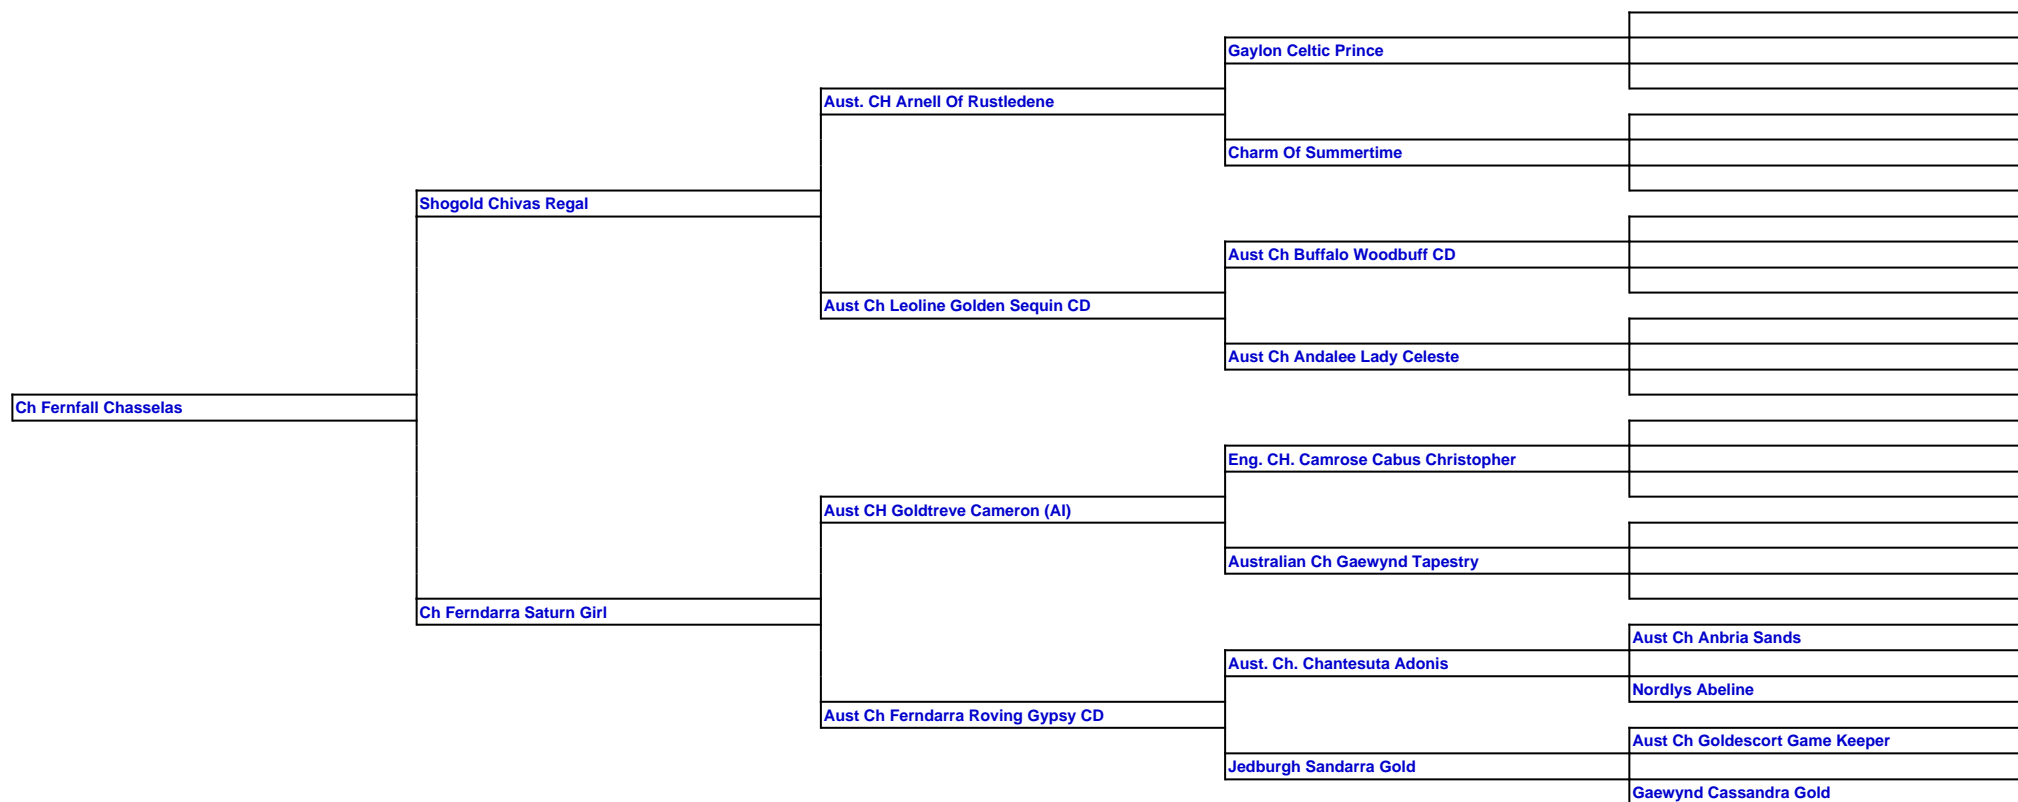 Gaylon Celtic Prince
Aust. CH Arnell Of Rustledene
Charm Of Summertime
Shogold Chivas Regal
Aust Ch Buffalo Woodbuff CD
Aust Ch Leoline Golden Sequin CD
Aust Ch Andalee Lady Celeste
Ch Fernfall Chasselas
Eng. CH. Camrose Cabus Christopher
Aust CH Goldtreve Cameron (AI)
Australian Ch Gaewynd Tapestry
Ch Ferndarra Saturn Girl
Aust Ch Anbria Sands
Aust. Ch. Chantesuta Adonis
Nordlys Abeline
Aust Ch Ferndarra Roving Gypsy CD
Aust Ch Goldescort Game Keeper
Jedburgh Sandarra Gold
Gaewynd Cassandra Gold